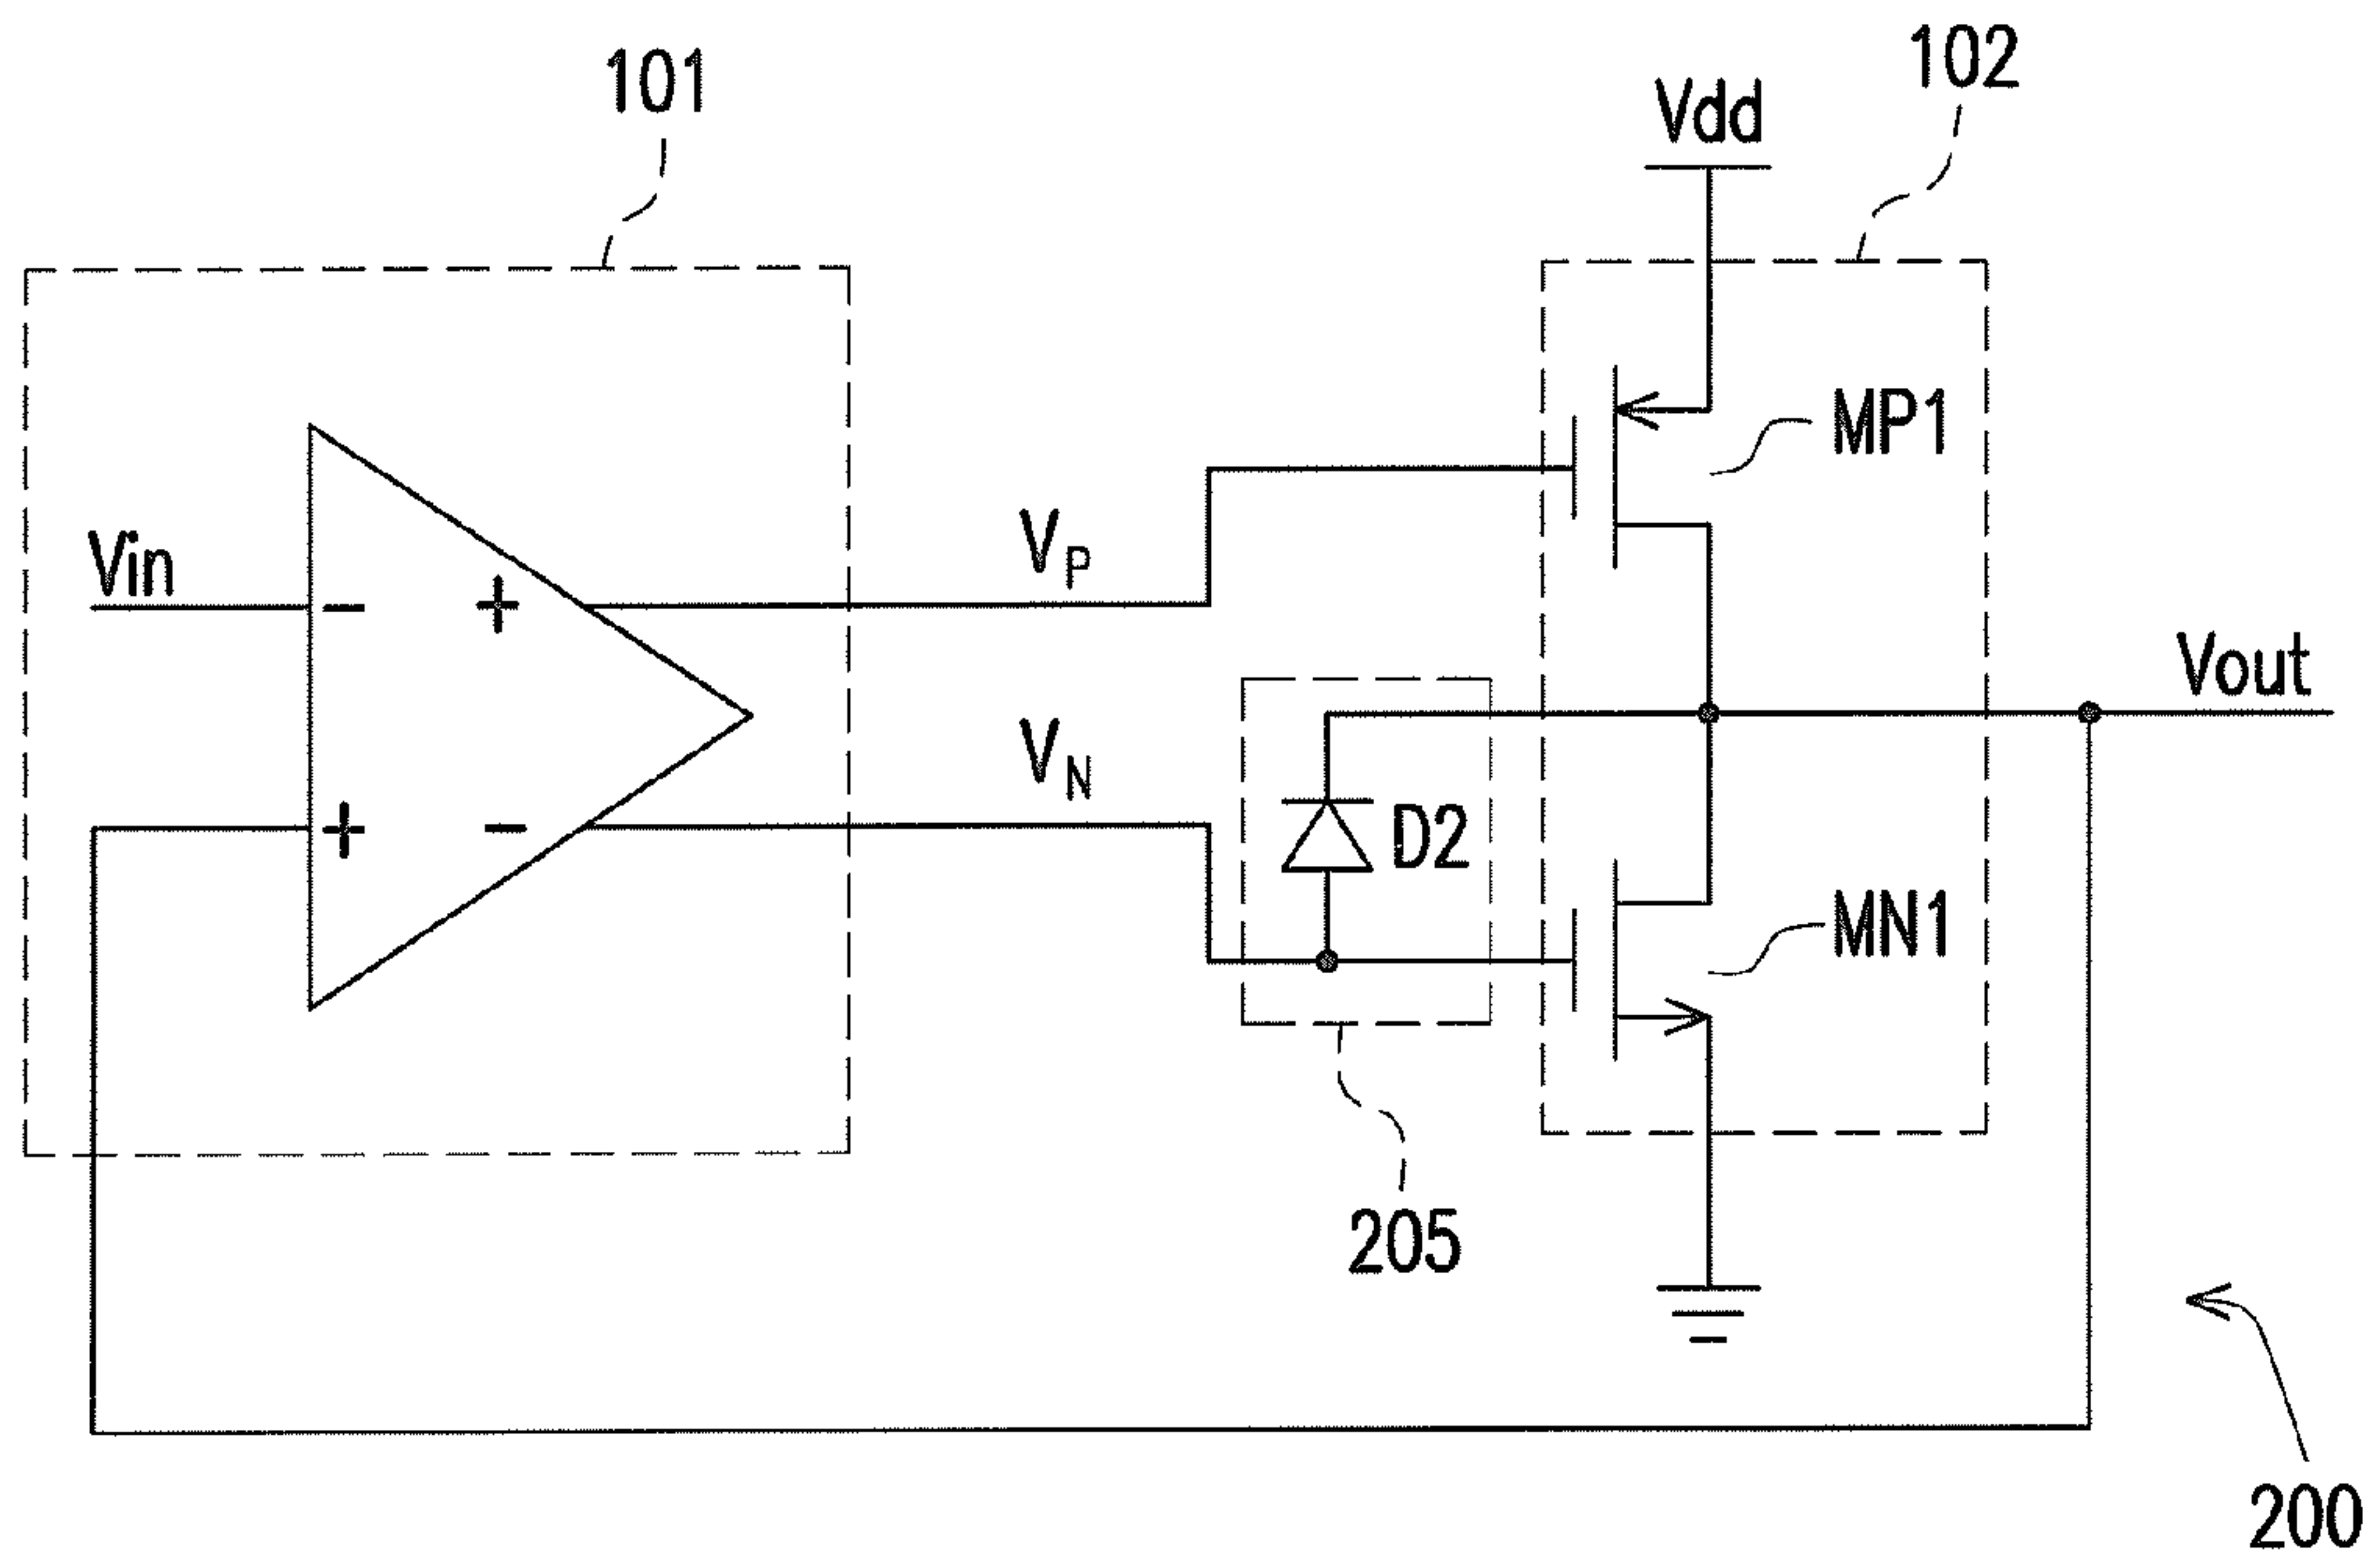 101
102
Vdd
MP1
Vin
- +
VP
Vout
VN
+ -
D2
MN1
205
200